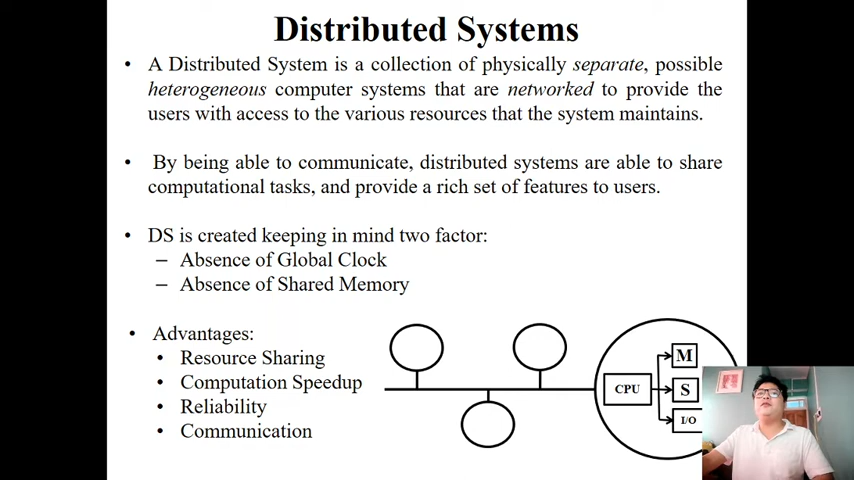 Distributed Systems
• A Distributed System is a collection of physically separate, possible
heterogeneous computer systems that are networked to provide the
users with access to the various resources that the system maintains.
• By being able to communicate, distributed systems are able to share
computational tasks, and provide a rich set of features to users.
• DS is created keeping in mind two factor:
– Absence of Global Clock
– Absence of Shared Memory
• Advantages:
• Resource Sharing
• Computation Speedup
• Reliability
• Communication
M
CPU
S
I/O